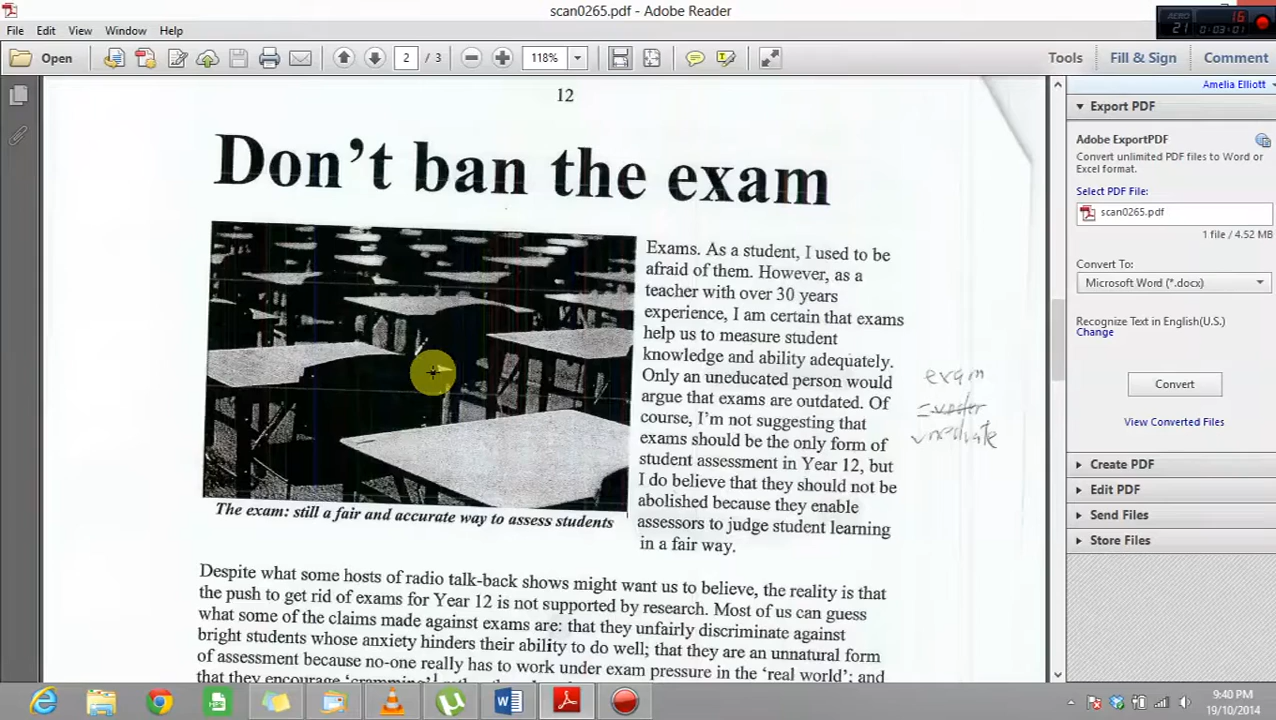 scan0265.pdf - Adobe Reader
File Edit View Window Help
Open 2 / 3 118% Tools Fill & Sign Comment
16
21 0:03:01
Amelia Elliott
Export PDF
Adobe ExportPDF
Convert unlimited PDF files to Word or
Excel format.
Select PDF File:
scan0265.pdf
1 file / 4.52 MB
Convert To:
Microsoft Word (*.docx)
Recognize Text in English(U.S.)
Change
Convert
View Converted Files
Create PDF
Edit PDF
Send Files
Store Files
12
Don't ban the exam
Exams. As a student, I used to be
afraid of them. However, as a
teacher with over 30 years
experience, I am certain that exams
help us to measure student
knowledge and ability adequately.
Only an uneducated person would
argue that exams are outdated. Of
course, I'm not suggesting that
exams should be the only form of
student assessment in Year 12, but
I do believe that they should not be
abolished because they enable
assessors to judge student learning
in a fair way.
exam
The exam: still a fair and accurate way to assess students
Despite what some hosts of radio talk-back shows might want us to believe, the reality is that
the push to get rid of exams for Year 12 is not supported by research. Most of us can guess
what some of the claims made against exams are: that they unfairly discriminate against
bright students whose anxiety hinders their ability to do well; that they are an unnatural form
of assessment because no-one really has to work under exam pressure in the 'real world'; and
that they encourage 'cramming'
9:40 PM
19/10/2014